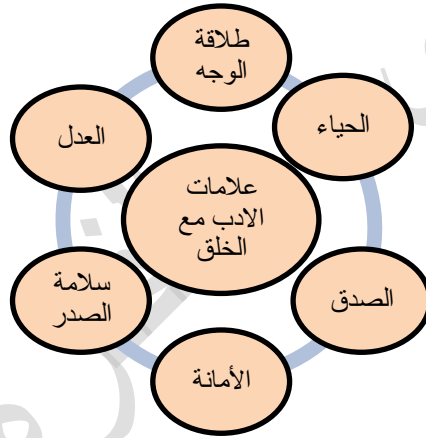 طلاقة
الوجه
الحياء
العدل
علامات
الادب مع
الخلق
الصدق
سلامة
الصدر
الأمانة